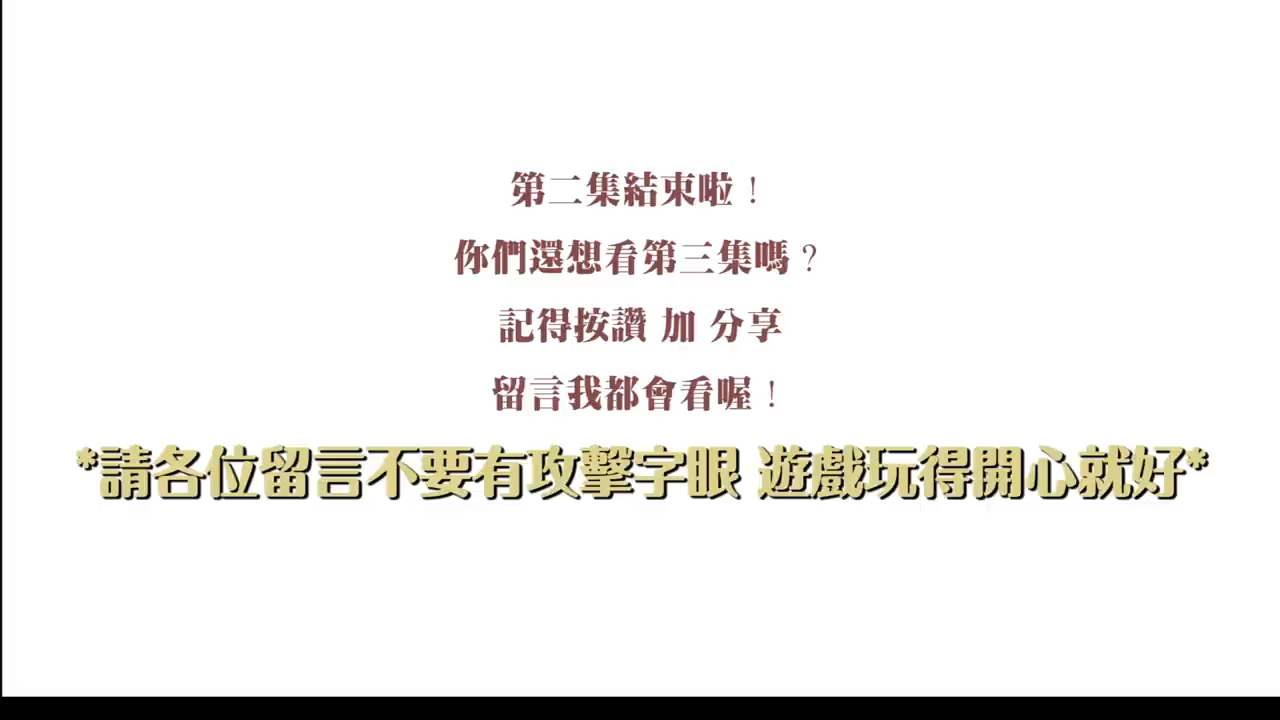 第二集結束啦！
你們還想看第三集嗎？
記得按讚 加 分享
留言我都會看喔！
*請各位留言不要有攻擊字眼 遊戲玩得開心就好*